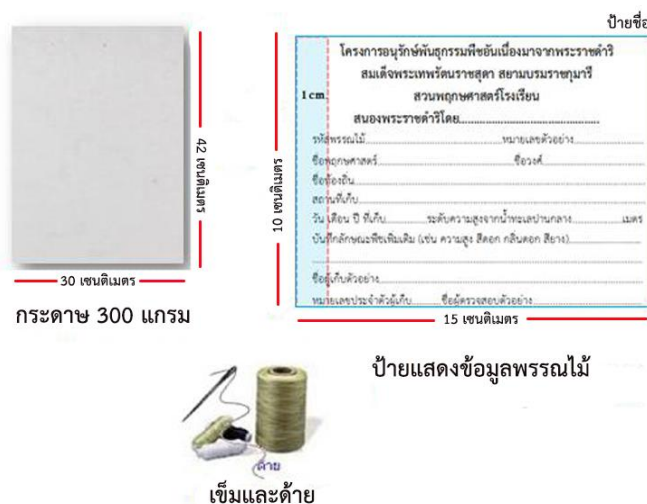 ป้ายชื่อ
โครงการอนุรักษ์พันธุกรรมพืชอันเนื่องมาจากพระราชดำริ
สมเด็จพระเทพรัตนราชสุดา สยามบรมราชกุมารี
1 cm.
สวนพฤกษศาสตร์โรงเรียน
สนองพระราชดำริโดย
รหัสพรรณไม้ หมายเลขตัวอย่าง
ชื่อพฤกษศาสตร์ ชื่อวงศ์
ชื่อท้องถิ่น
สถานที่เก็บ
วัน เดือน ปี ที่เก็บ ระดับความสูงจากน้ำทะเลปานกลาง เมตร
บันทึกลักษณะพืชเพิ่มเติม (เช่น ความสูง สีดอก กลิ่นดอก สียาง)
ชื่อผู้เก็บตัวอย่าง
หมายเลขประจำตัวผู้เก็บ ชื่อผู้ตรวจสอบตัวอย่าง
42 เซนติเมตร
10 เซนติเมตร
30 เซนติเมตร
15 เซนติเมตร
กระดาษ 300 แกรม
ป้ายแสดงข้อมูลพรรณไม้
ด้าย
เข็มและด้าย